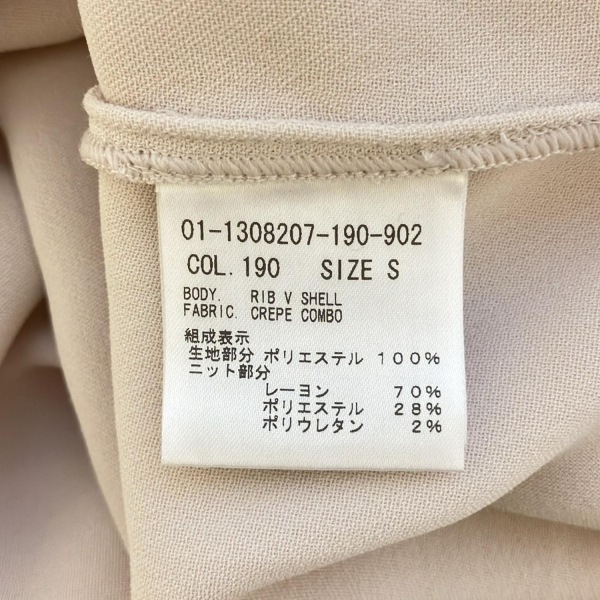 01-1308207-190-902
COL.190 SIZE S
BODY. RIB V SHELL
FABRIC. CREPE COMBO
組成表示
生地部分 ポリエステル 100%
ニット部分
レーヨン 70%
ポリエステル 28%
ポリウレタン 2%